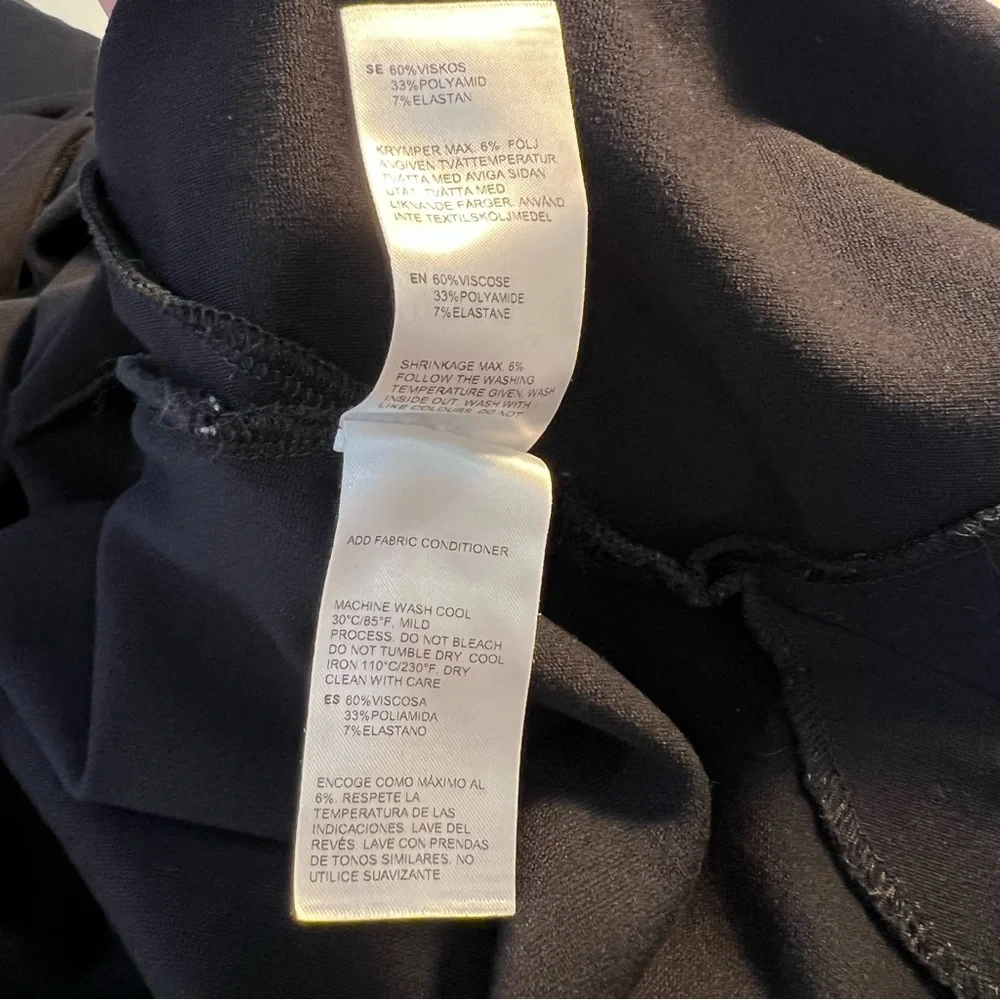 SE 60%VISKOS
33%POLYAMID
7%ELASTAN
KRYMPER MAX. 6%. FÖLJ
ANGIVEN TVÄTTEMPERATUR.
TVÄTTA MED AVIGA SIDAN
UTÅT. TVÄTTA MED
LIKNANDE FÄRGER. ANVÄND
INTE TEXTILSKÖLJMEDEL
EN 60%VISCOSE
33%POLYAMIDE
7%ELASTANE
SHRINKAGE MAX. 6%
FOLLOW THE WASHING
TEMPERATURE GIVEN. WASH
INSIDE OUT. WASH WITH
LIKE COLOURS. DO NOT
ADD FABRIC CONDITIONER
MACHINE WASH COOL
30°C/85°F, MILD
PROCESS. DO NOT BLEACH.
DO NOT TUMBLE DRY. COOL
IRON 110°C/230°F. DRY
CLEAN WITH CARE
ES 60%VISCOSA
33%POLIAMIDA
7%ELASTANO
ENCOGE COMO MÁXIMO AL
6%. RESPETE LA
TEMPERATURA DE LAS
INDICACIONES. LAVE DEL
REVÉS. LAVE CON PRENDAS
DE TONOS SIMILARES. NO
UTILICE SUAVIZANTE